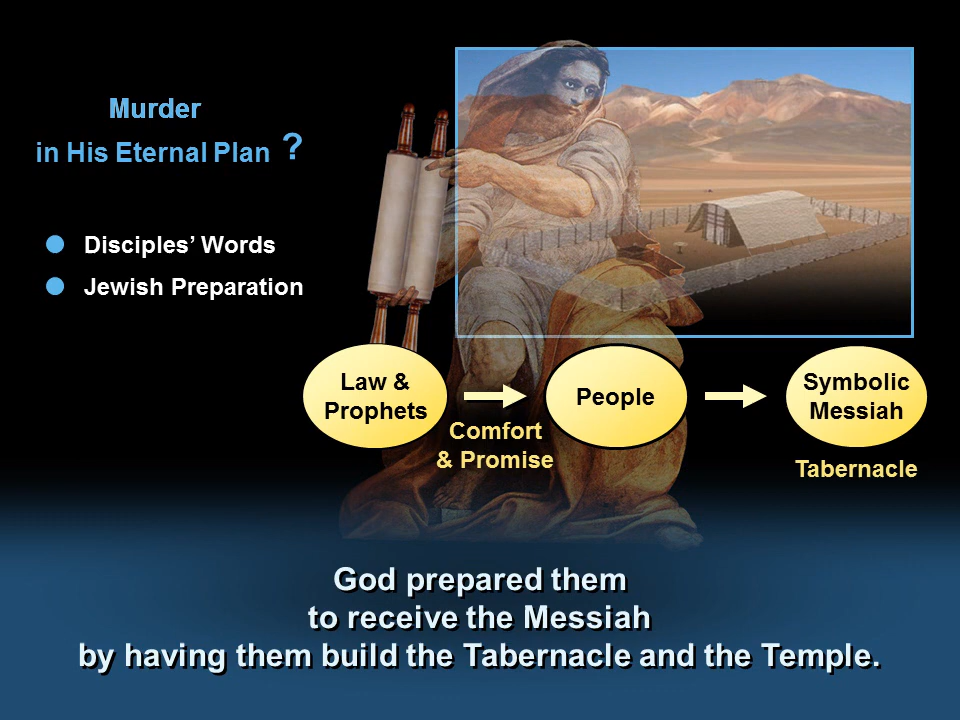 Murder
in His Eternal Plan ?
● Disciples’ Words
● Jewish Preparation
Law &
Prophets
Comfort
& Promise
People
Symbolic
Messiah
Tabernacle
God prepared them
to receive the Messiah
by having them build the Tabernacle and the Temple.